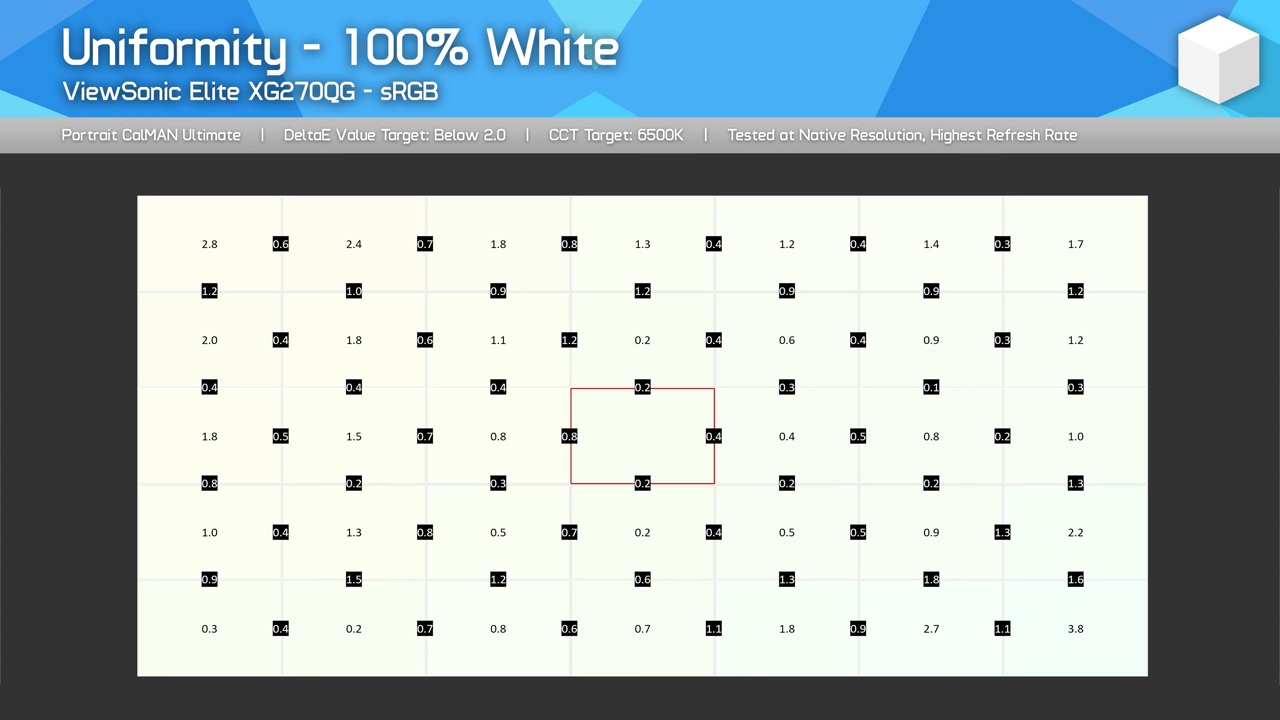 Uniformity - 100% White
ViewSonic Elite XG270QG - sRGB
Portrait CalMAN Ultimate | DeltaE Value Target: Below 2.0 | CCT Target: 6500K | Tested at Native Resolution, Highest Refresh Rate
2.8 0.6 2.4 0.7 1.8 0.8 1.3 0.4 1.2 0.4 1.4 0.3 1.7
1.2 1.0 0.9 1.2 0.9 0.9 1.2
2.0 0.4 1.8 0.6 1.1 1.2 0.2 0.4 0.6 0.4 0.9 0.3 1.2
0.4 0.4 0.4 0.2 0.3 0.1 0.3
1.8 0.5 1.5 0.7 0.8 0.8 0.4 0.4 0.5 0.8 0.2 1.0
0.8 0.2 0.3 0.2 0.2 0.2 1.3
1.0 0.4 1.3 0.8 0.5 0.7 0.2 0.4 0.5 0.5 0.9 1.3 2.2
0.9 1.5 1.2 0.6 1.3 1.8 1.6
0.3 0.4 0.2 0.7 0.8 0.6 0.7 1.1 1.8 0.9 2.7 1.1 3.8